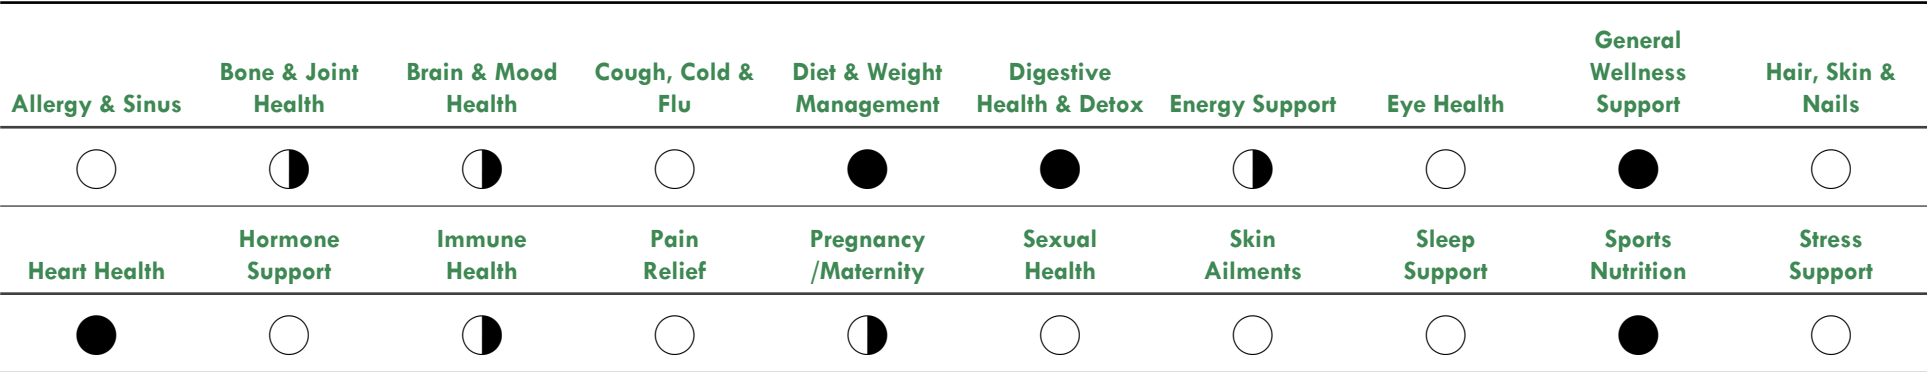 General
Bone & Joint Brain & Mood Cough, Cold & Diet & Weight Digestive Wellness Hair, Skin &
Allergy & Sinus Health Health Flu Management Health & Detox Energy Support Eye Health Support Nails
Hormone Immune Pain Pregnancy Sexual Skin Sleep Sports Stress
Heart Health Support Health Relief /Maternity Health Ailments Support Nutrition Support